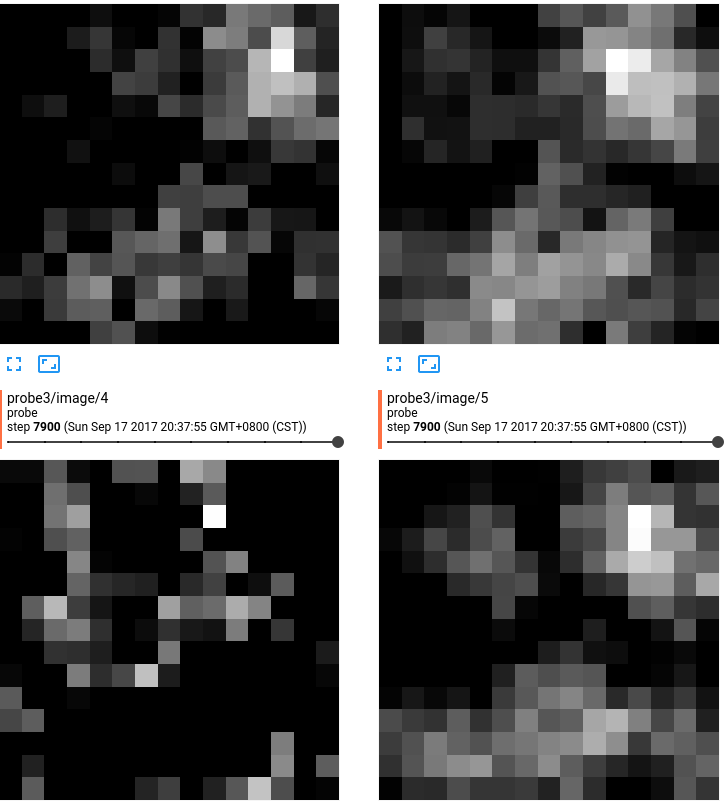 probe3/image/4
probe
step 7900 (Sun Sep 17 2017 20:37:55 GMT+0800 (CST))
probe3/image/5
probe
step 7900 (Sun Sep 17 2017 20:37:55 GMT+0800 (CST))